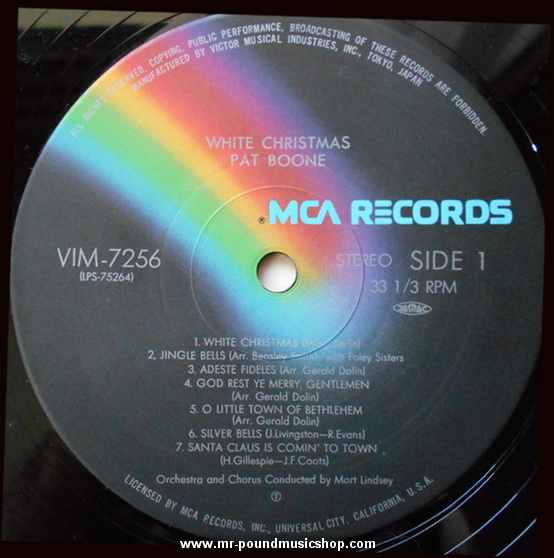 ALL RIGHTS RESERVED. COPYING, PUBLIC PERFORMANCE, BROADCASTING OF THESE RECORDS ARE FORBIDDEN.
MANUFACTURED BY VICTOR MUSICAL INDUSTRIES, INC., TOKYO, JAPAN
WHITE CHRISTMAS
PAT BOONE
® MCA RECORDS
VIM-7256
(LPS-75264)
STEREO SIDE 1
33 1/3 RPM
JASRAC
1. WHITE CHRISTMAS (Irving Berlin)
2. JINGLE BELLS (Arr. Beasley Smith) with Foley Sisters
3. ADESTE FIDELES (Arr. Gerald Dolin)
4. GOD REST YE MERRY, GENTLEMEN
(Arr. Gerald Dolin)
5. O LITTLE TOWN OF BETHLEHEM
(Arr. Gerald Dolin)
6. SILVER BELLS (J.Livingston—R.Evans)
7. SANTA CLAUS IS COMIN' TO TOWN
(H.Gillespie—J.F.Coots)
Orchestra and Chorus Conducted by Mort Lindsey
LICENSED BY MCA RECORDS, INC., UNIVERSAL CITY, CALIFORNIA, U.S.A.
www.mr-poundmusicshop.com